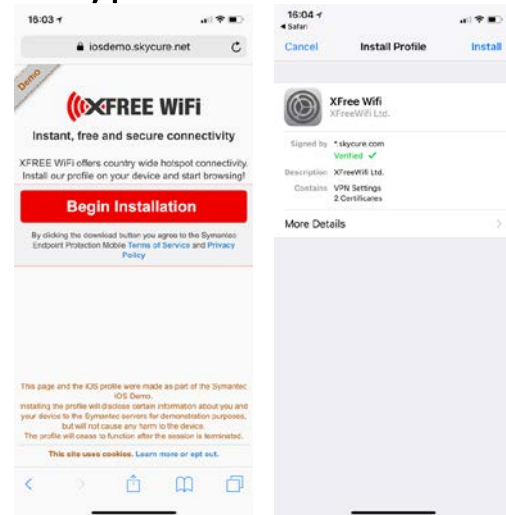 16:03
iosdemo.skycure.net
Demo
XFREE WiFi
Instant, free and secure connectivity
XFREE WiFi offers country wide hotspot connectivity.
Install our profile on your device and start browsing!
Begin Installation
By clicking the download button you agree to the Symantec
Endpoint Protection Mobile Terms of Service and Privacy
Policy
This page and the iOS profile were made as part of the Symantec
iOS Demo.
Installing the profile will disclose certain information about you and
your device to the Symantec servers for demonstration purposes,
but will not cause any harm to the device.
The profile will cease to function after the session is terminated.
This site uses cookies. Learn more or opt out.
16:04
Safari
Cancel
Install Profile
Install
XFree Wifi
XFreeWifi Ltd.
Signed by *.skycure.com
Verified
Description XFreeWifi Ltd.
Contains VPN Settings
2 Certificates
More Details